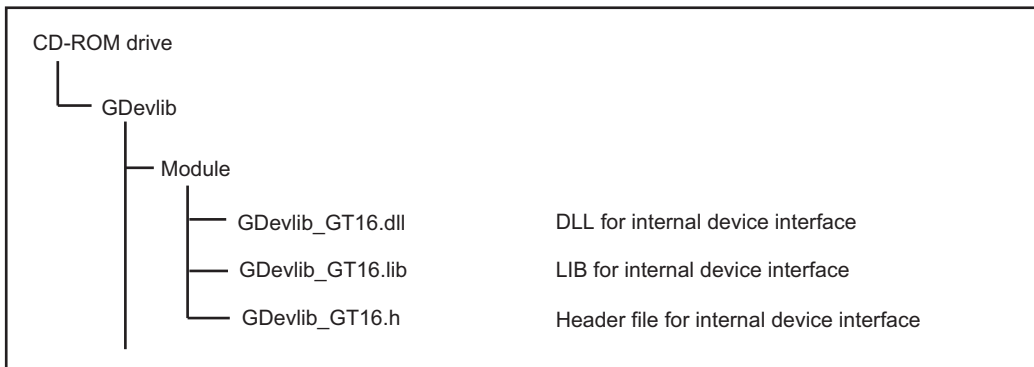 CD-ROM drive
GDevlib
Module
GDevlib_GT16.dll DLL for internal device interface
GDevlib_GT16.lib LIB for internal device interface
GDevlib_GT16.h Header file for internal device interface